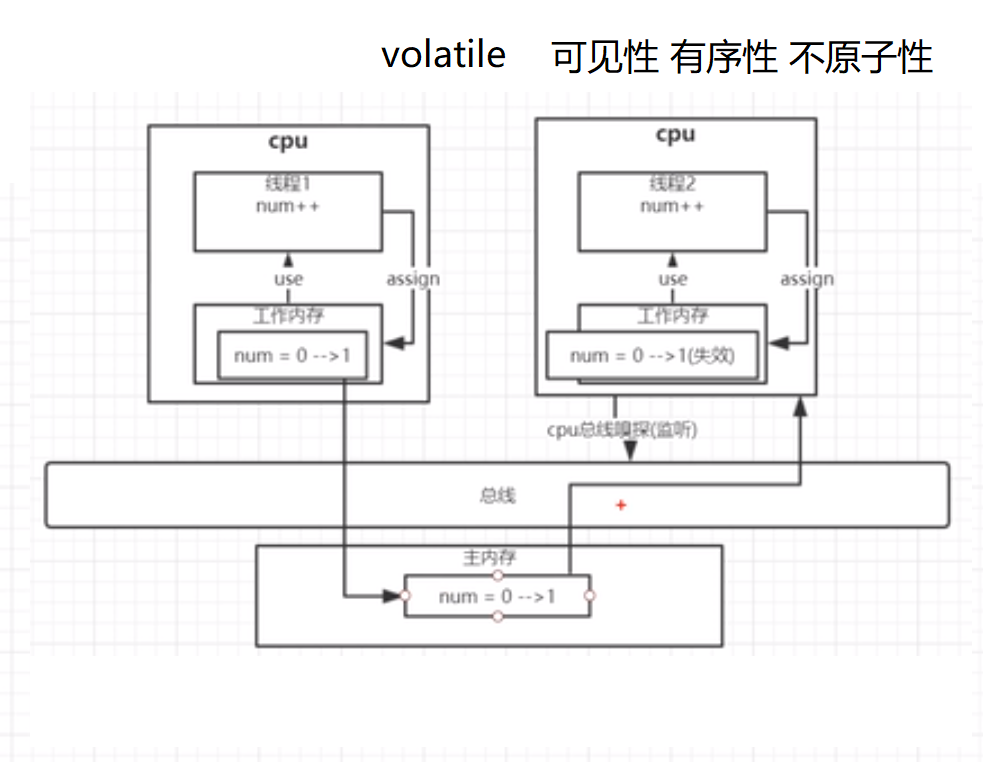 volatile 可见性 有序性 不原子性
cpu
线程1
num++
use
assign
工作内存
num = 0 -->1
cpu
线程2
num++
use
assign
工作内存
num = 0 -->1(失效)
cpu总线嗅探(监听)
总线
主内存
num = 0 -->1